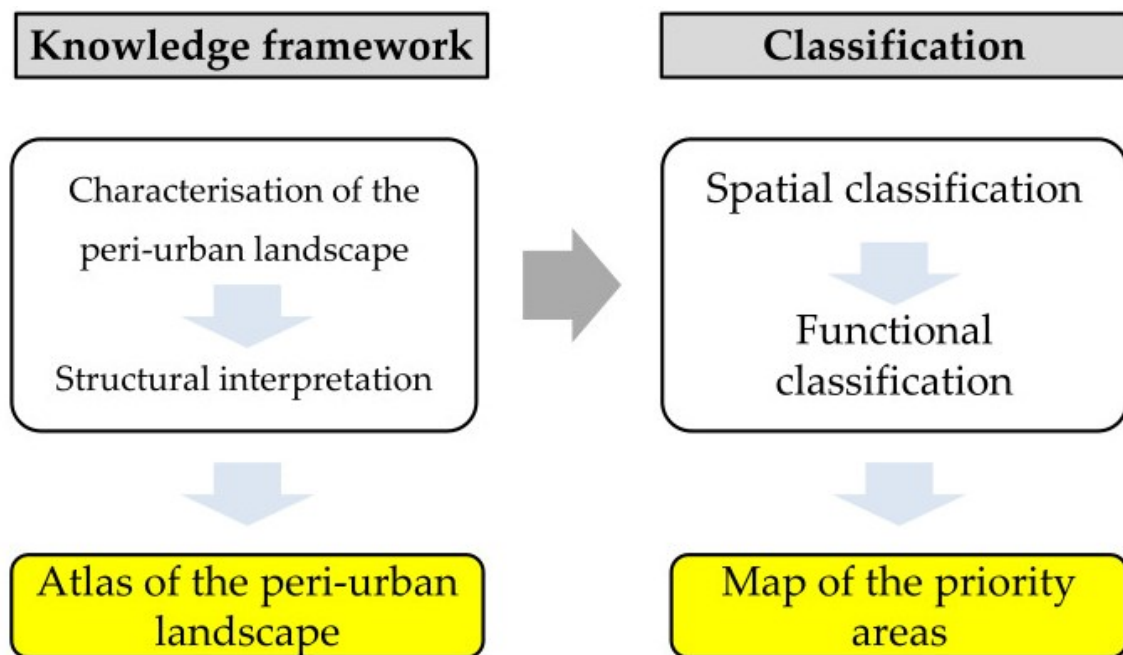 Knowledge framework
Characterisation of the
peri-urban landscape
Structural interpretation
Atlas of the peri-urban
landscape
Classification
Spatial classification
Functional
classification
Map of the priority
areas